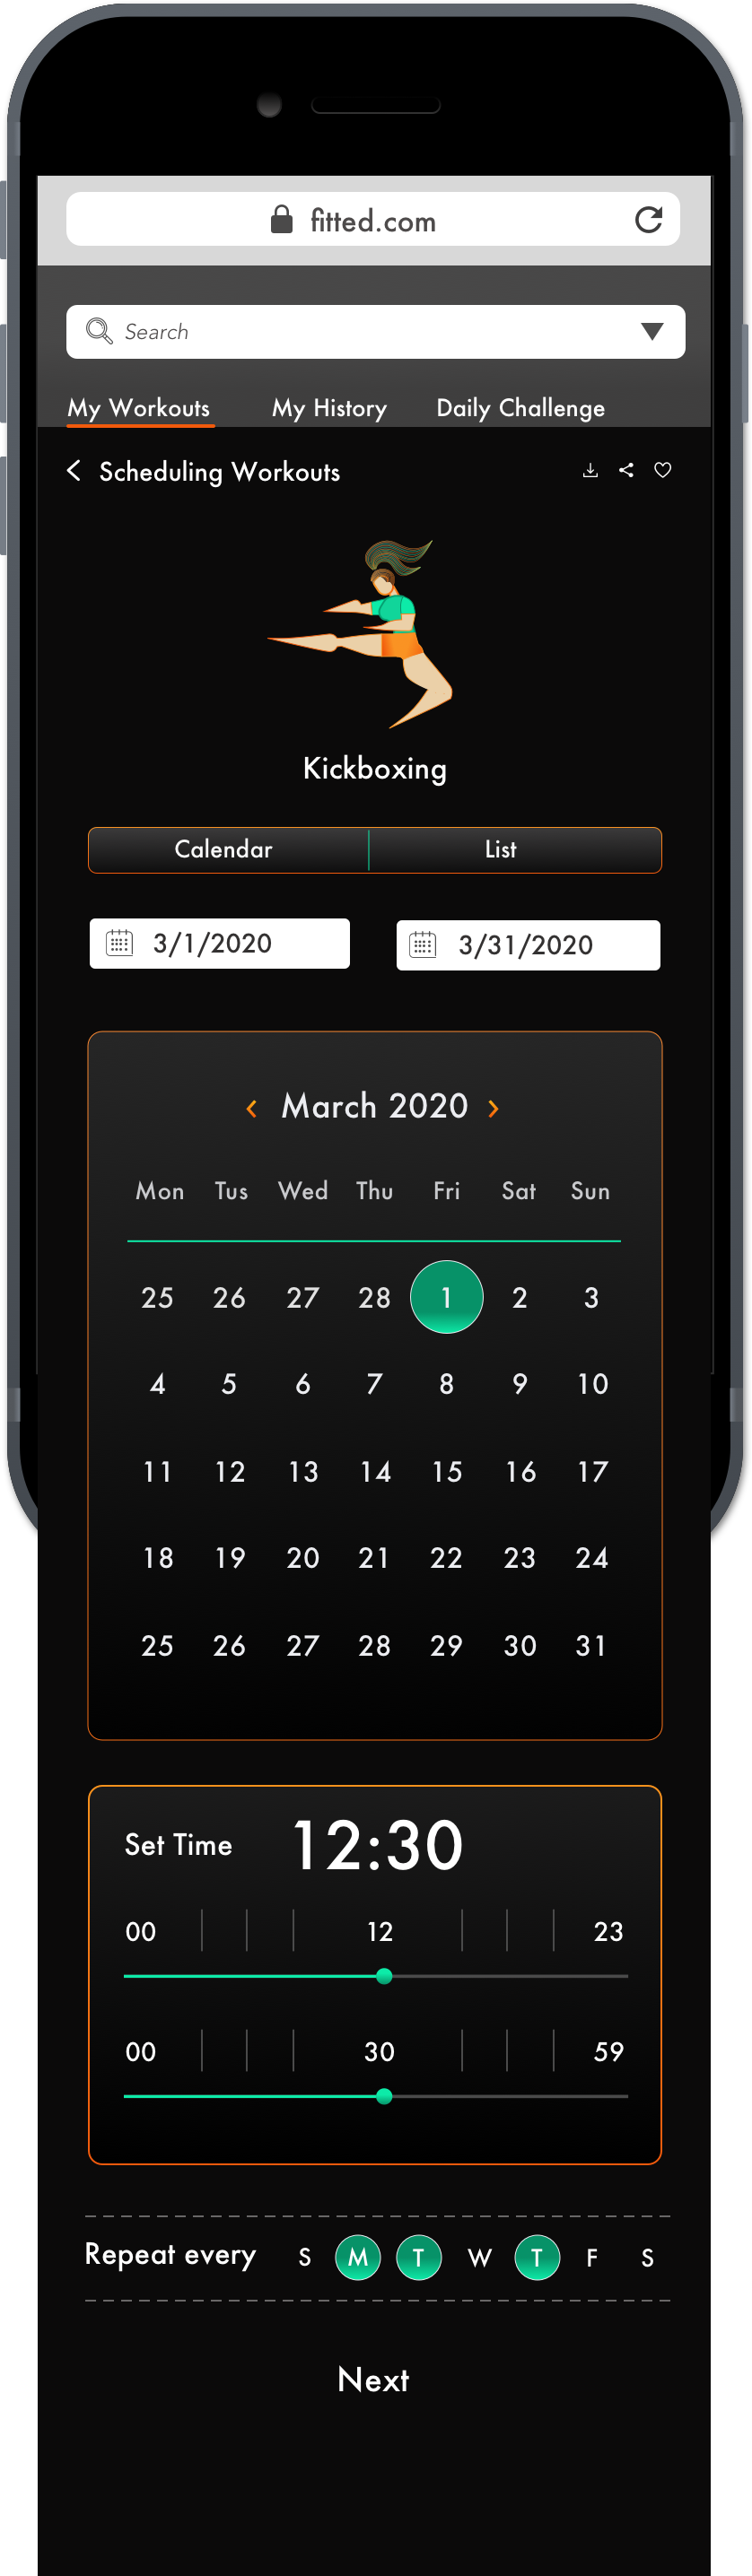 fitted.com
Search
My Workouts My History Daily Challenge
Scheduling Workouts
Kickboxing
Calendar List
3/1/2020 3/31/2020
March 2020
Mon Tus Wed Thu Fri Sat Sun
25 26 27 28 1 2 3
4 5 6 7 8 9 10
11 12 13 14 15 16 17
18 19 20 21 22 23 24
25 26 27 28 29 30 31
Set Time 12:30
00 12 23
00 30 59
Repeat every S M T W T F S
Next